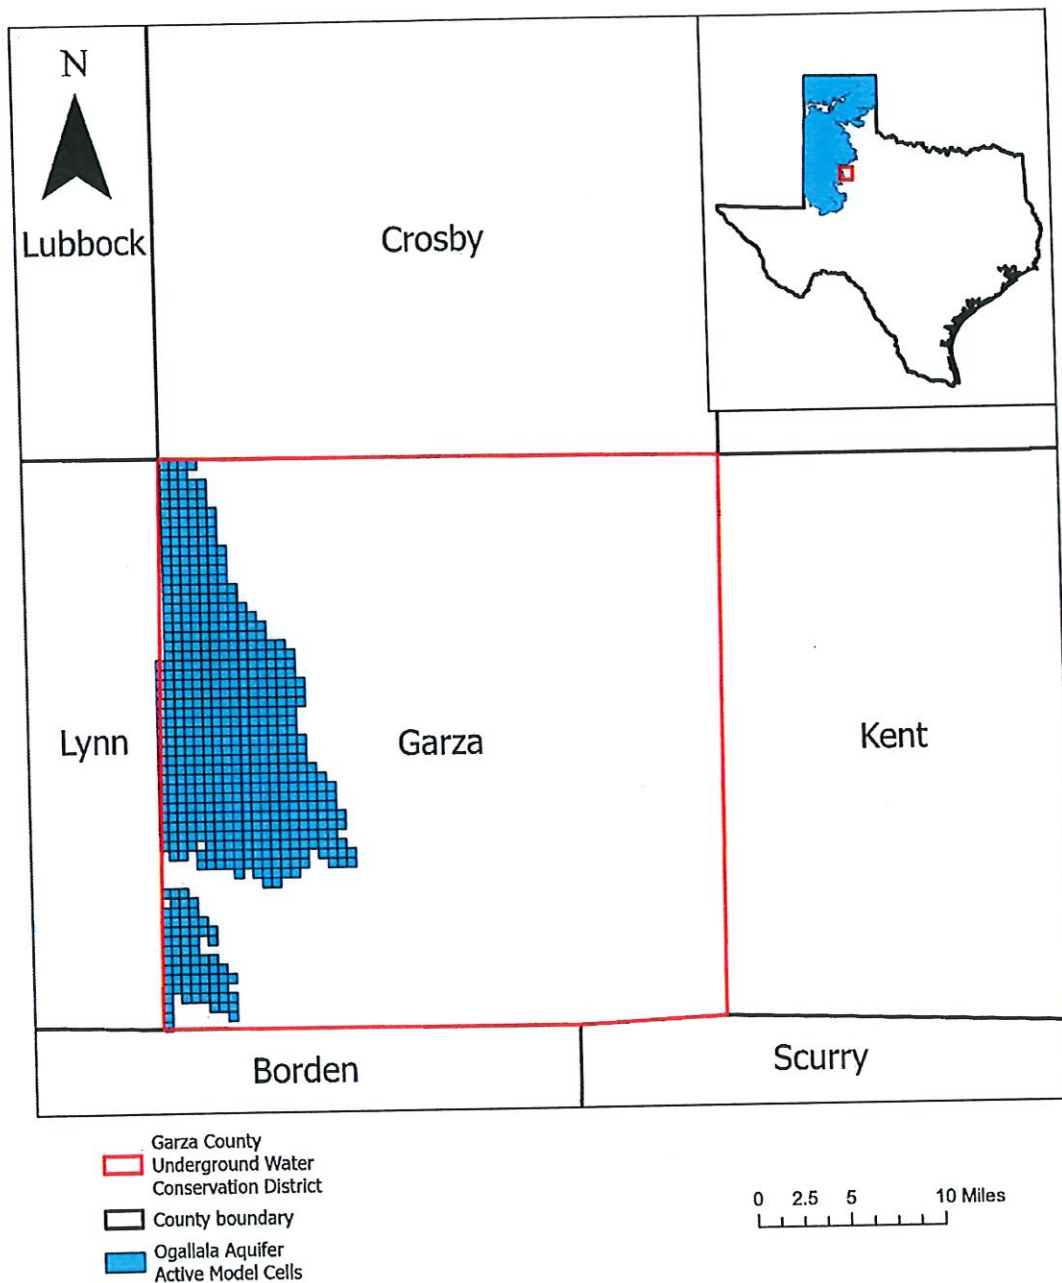 N
Lubbock
Crosby
Lynn
Garza
Kent
Borden
Scurry
Garza County
Underground Water
Conservation District
County boundary
Ogallala Aquifer
Active Model Cells
0 2.5 5 10 Miles